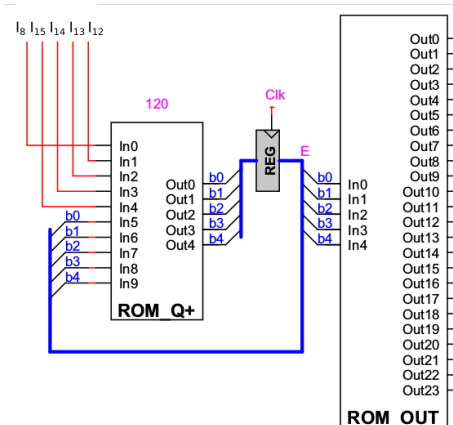 I₈ I₁₅ I₁₄ I₁₃ I₁₂
120
In0
In1
In2
In3
In4
b0 In5
b1 In6
b2 In7
b3 In8
b4 In9
Out0 b0
Out1 b1
Out2 b2
Out3 b3
Out4 b4
ROM_Q+
Clk
REG
E
b0 In0
b1 In1
b2 In2
b3 In3
b4 In4
Out0
Out1
Out2
Out3
Out4
Out5
Out6
Out7
Out8
Out9
Out10
Out11
Out12
Out13
Out14
Out15
Out16
Out17
Out18
Out19
Out20
Out21
Out22
Out23
ROM_OUT